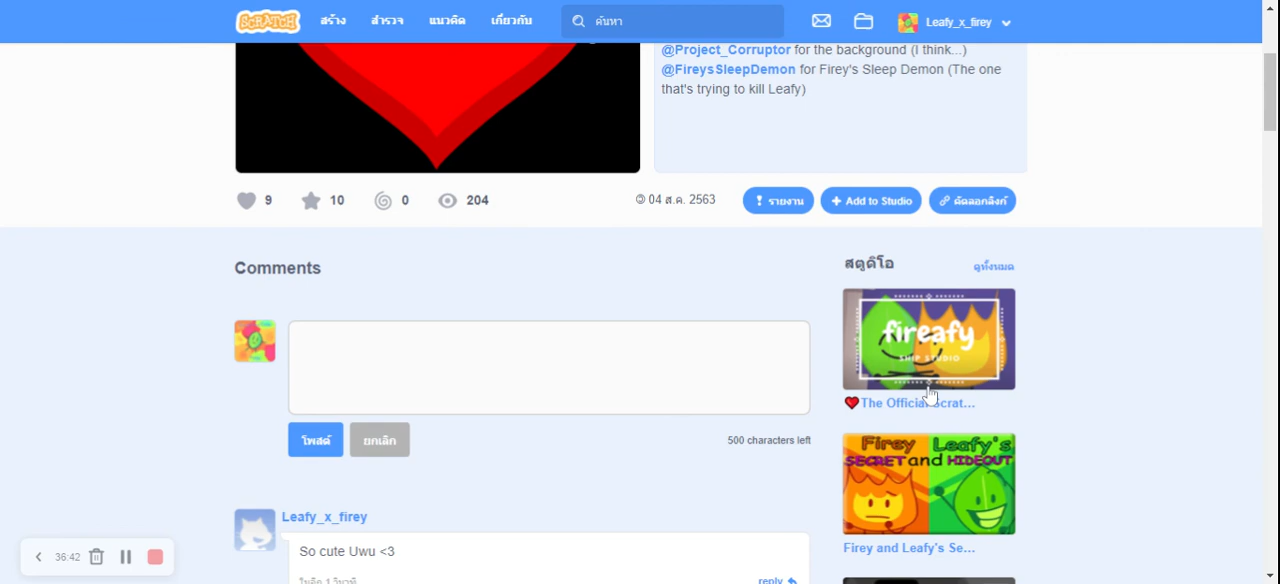 SCRATCH สร้าง สำรวจ แนวคิด เกี่ยวกับ ค้นหา Leafy_x_firey
@Project_Corruptor for the background (I think...)
@FireysSleepDemon for Firey's Sleep Demon (The one
that's trying to kill Leafy)
9 10 0 204 © 04 ส.ค. 2563 รายงาน Add to Studio คัดลอกลิงก์
Comments
สตูดิโอ ดูทั้งหมด
fireafy
SHIP STUDIO
The Official Scrat...
โพสต์ ยกเลิก 500 characters left
Firey Leafy's
SECRET and HIDEOUT
Firey and Leafy's Se...
Leafy_x_firey
So cute Uwu <3
36:42
reply